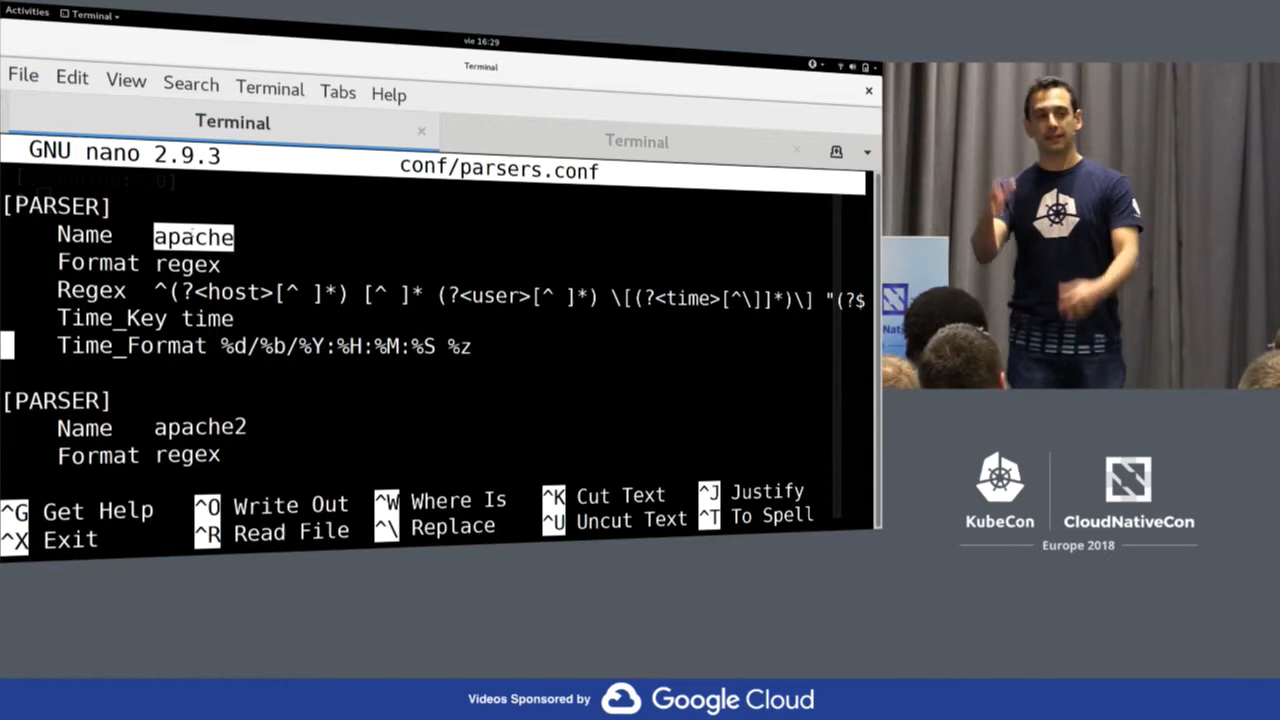 Activities Terminal
vie 16:29
Terminal
File Edit View Search Terminal Tabs Help
Terminal
Terminal
GNU nano 2.9.3 conf/parsers.conf
[PARSER]
Name apache
Format regex
Regex ^(?<host>[^ ]*) [^ ]* (?<user>[^ ]*) \[(?<time>[^\]]*)\] "(?$
Time_Key time
Time_Format %d/%b/%Y:%H:%M:%S %z
[PARSER]
Name apache2
Format regex
^G Get Help ^O Write Out ^W Where Is ^K Cut Text ^J Justify
^X Exit ^R Read File ^\ Replace ^U Uncut Text ^T To Spell
KubeCon CloudNativeCon
Europe 2018
Videos Sponsored by Google Cloud